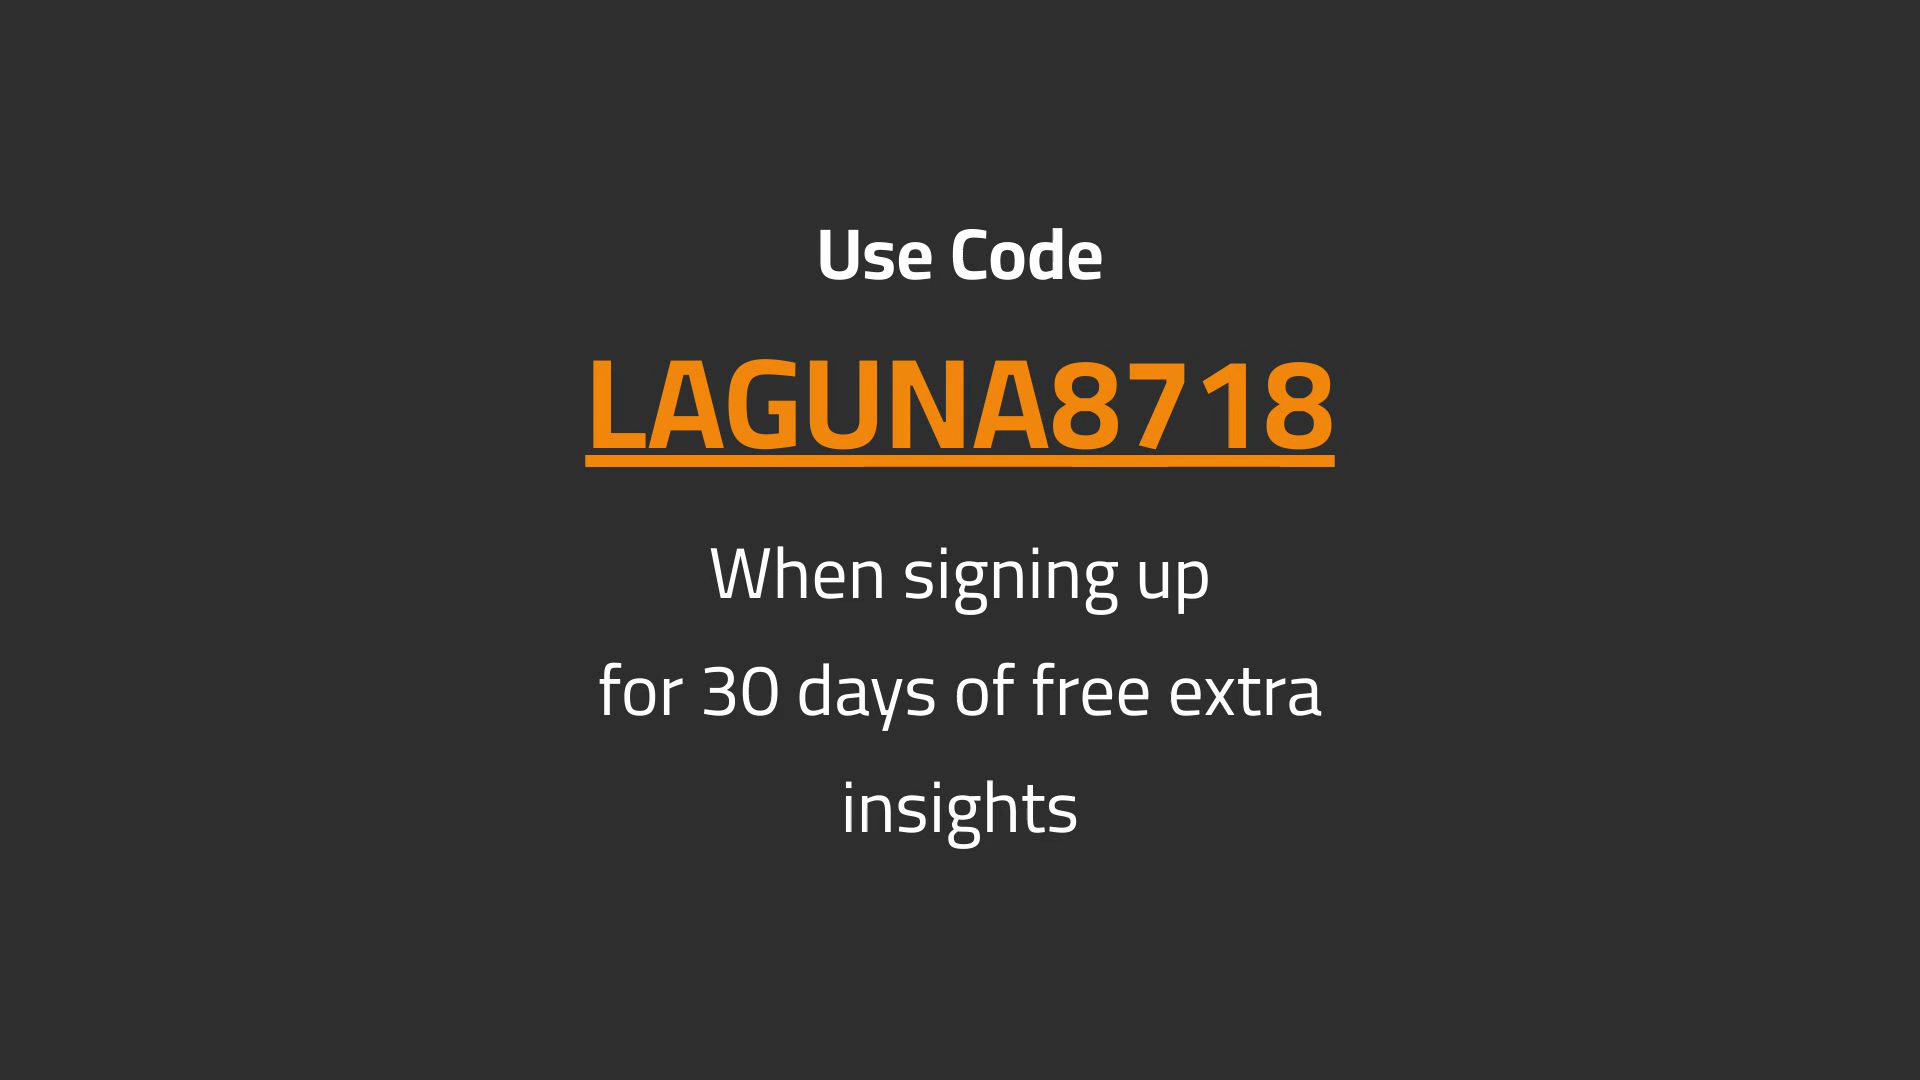 Use Code
LAGUNA8718
When signing up
for 30 days of free extra
insights